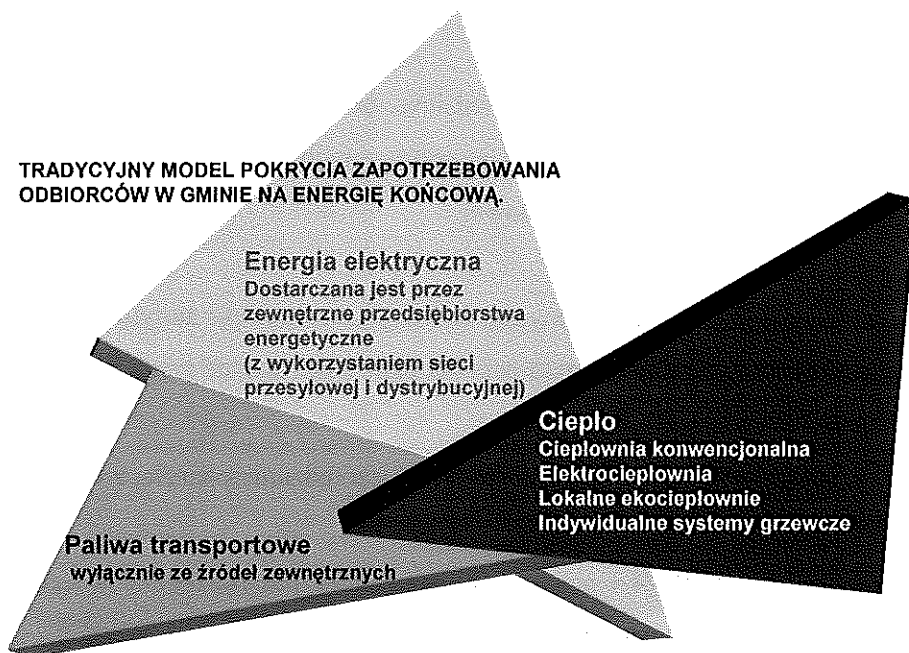 TRADYCYJNY MODEL POKRYCIA ZAPOTRZEBOWANIA
ODBIORCÓW W GMINIE NA ENERGIĘ KOŃCOWĄ.
Energia elektryczna
Dostarczana jest przez
zewnętrzne przedsiębiorstwa
energetyczne
(z wykorzystaniem sieci
przesyłowej i dystrybucyjnej)
Ciepło
Ciepłownia konwencjonalna
Elektrociepłownia
Lokalne ekociepłownie
Indywidualne systemy grzewcze
Paliwa transportowe
wyłącznie ze źródeł zewnętrznych